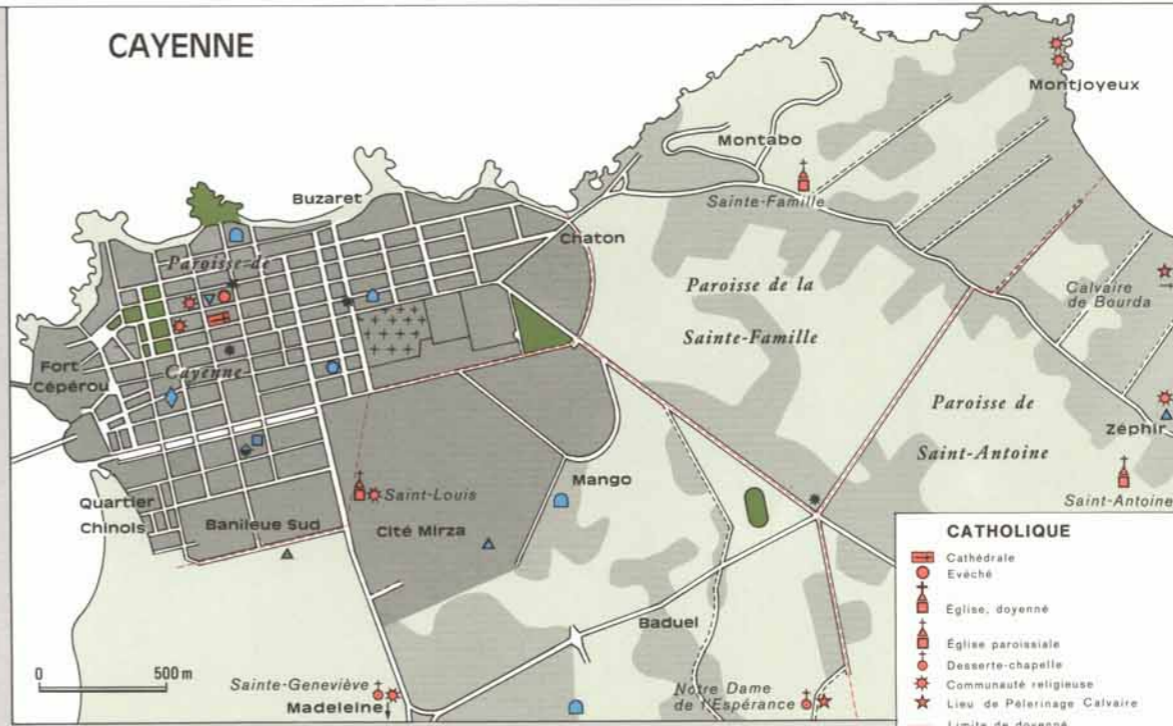 CAYENNE
Montjoyeux
Montabo
Buzaret
Sainte-Famille
Chaton
Paroisse de
Paroisse de la
Sainte-Famille
Calvaire
de Bourda
Fort
Cépérou
Cayenne
Paroisse de
Saint-Antoine
Zéphir
Saint-Antoine
Mango
Saint-Louis
Quartier
Chinois
Banlieue Sud
Cité Mirza
Baduel
0 500 m
Sainte-Geneviève
Madeleine
Notre Dame
de l'Espérance
CATHOLIQUE
Cathédrale
Evêché
Église, doyenné
Église paroissiale
Desserte-chapelle
Communauté religieuse
Lieu de Pèlerinage Calvaire
Limite de doyenné